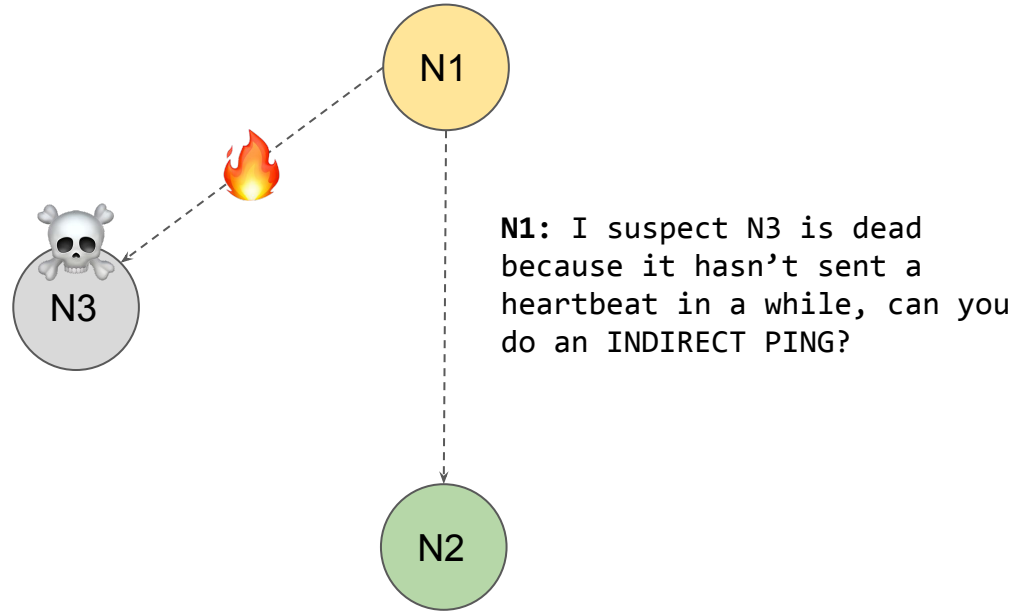 N1
N3
N1: I suspect N3 is dead
because it hasn’t sent a
heartbeat in a while, can you
do an INDIRECT PING?
N2